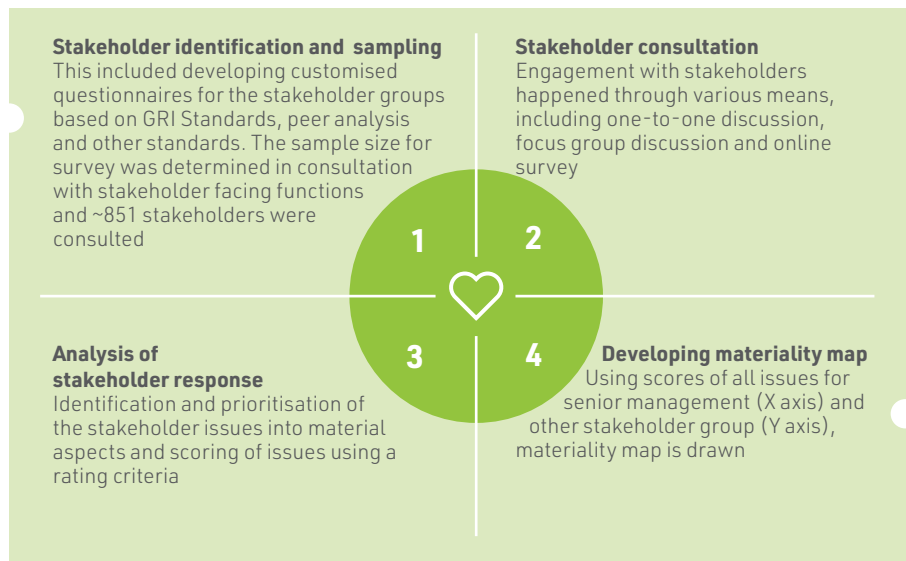 Stakeholder identification and sampling
This included developing customised
questionnaires for the stakeholder groups
based on GRI Standards, peer analysis
and other standards. The sample size for
survey was determined in consultation
with stakeholder facing functions
and ~851 stakeholders were
consulted
Stakeholder consultation
Engagement with stakeholders
happened through various means,
including one-to-one discussion,
focus group discussion and online
survey
1
2
3
4
Analysis of
stakeholder response
Identification and prioritisation of
the stakeholder issues into material
aspects and scoring of issues using a
rating criteria
Developing materiality map
Using scores of all issues for
senior management (X axis) and
other stakeholder group (Y axis),
materiality map is drawn